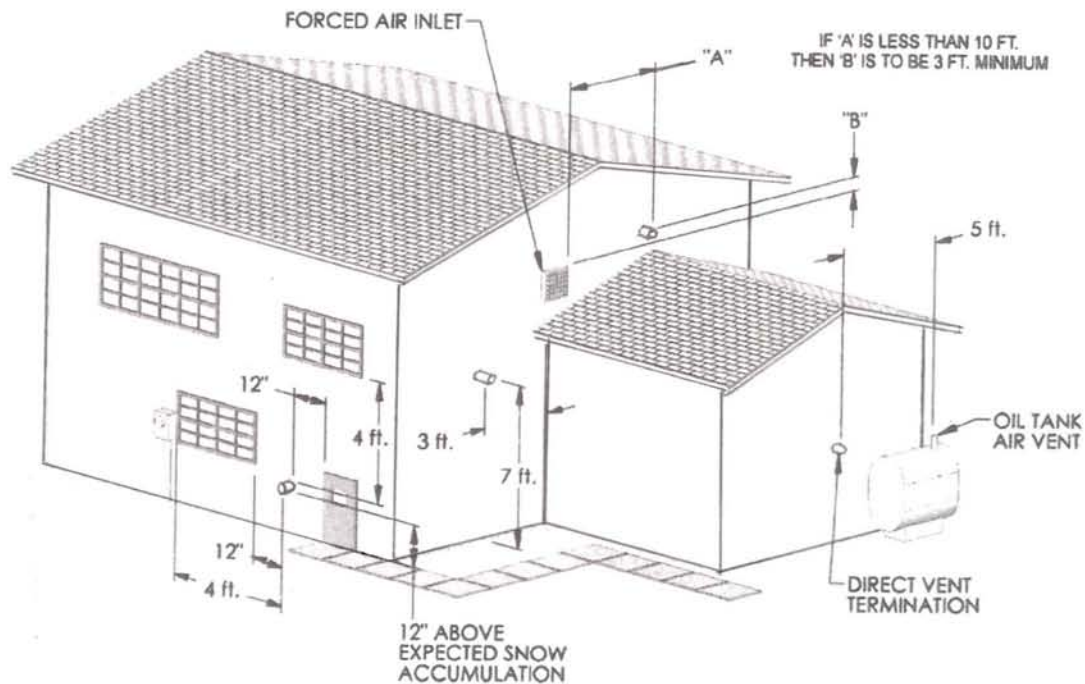 FORCED AIR INLET
"A"
IF 'A' IS LESS THAN 10 FT.
THEN 'B' IS TO BE 3 FT. MINIMUM
"B"
5 ft.
12"
4 ft.
3 ft.
7 ft.
OIL TANK
AIR VENT
12"
4 ft.
DIRECT VENT
TERMINATION
12" ABOVE
EXPECTED SNOW
ACCUMULATION